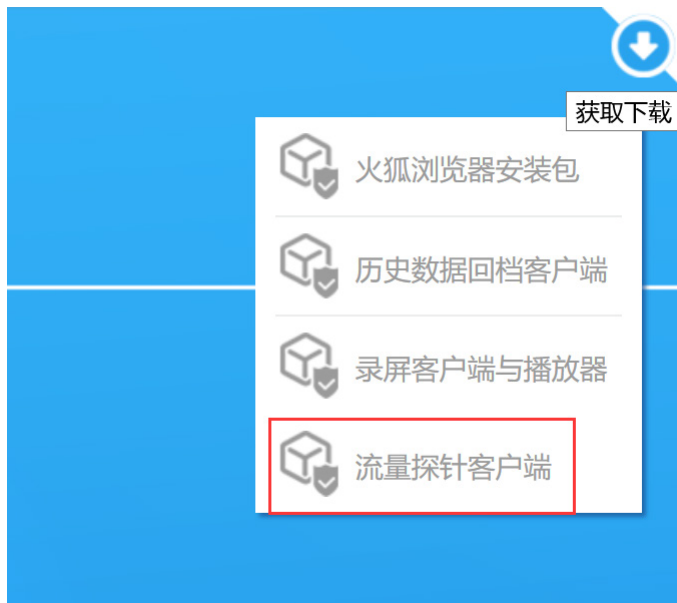 获取下载
火狐浏览器安装包
历史数据回档客户端
录屏客户端与播放器
流量探针客户端